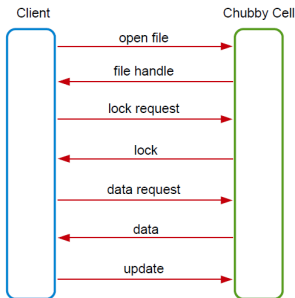 Client
Chubby Cell
open file
file handle
lock request
lock
data request
data
update